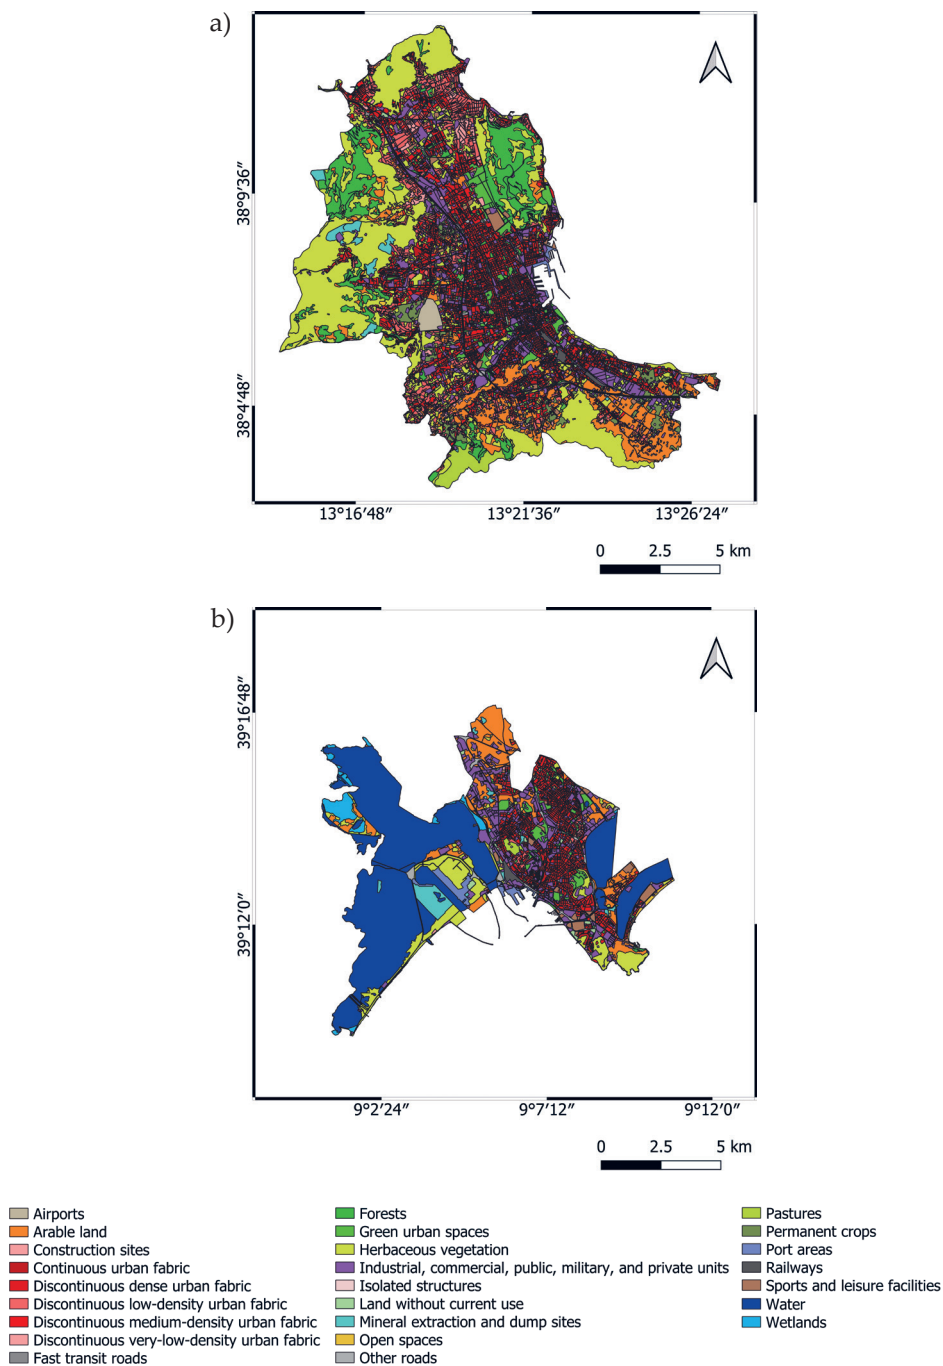 a)
38°9′36″
38°4′48″
13°16′48″ 13°21′36″ 13°26′24″
0 2.5 5 km
b)
39°16′48″
39°12′0″
9°2′24″ 9°7′12″ 9°12′0″
0 2.5 5 km
Airports
Arable land
Construction sites
Continuous urban fabric
Discontinuous dense urban fabric
Discontinuous low-density urban fabric
Discontinuous medium-density urban fabric
Discontinuous very-low-density urban fabric
Fast transit roads
Forests
Green urban spaces
Herbaceous vegetation
Industrial, commercial, public, military, and private units
Isolated structures
Land without current use
Mineral extraction and dump sites
Open spaces
Other roads
Pastures
Permanent crops
Port areas
Railways
Sports and leisure facilities
Water
Wetlands